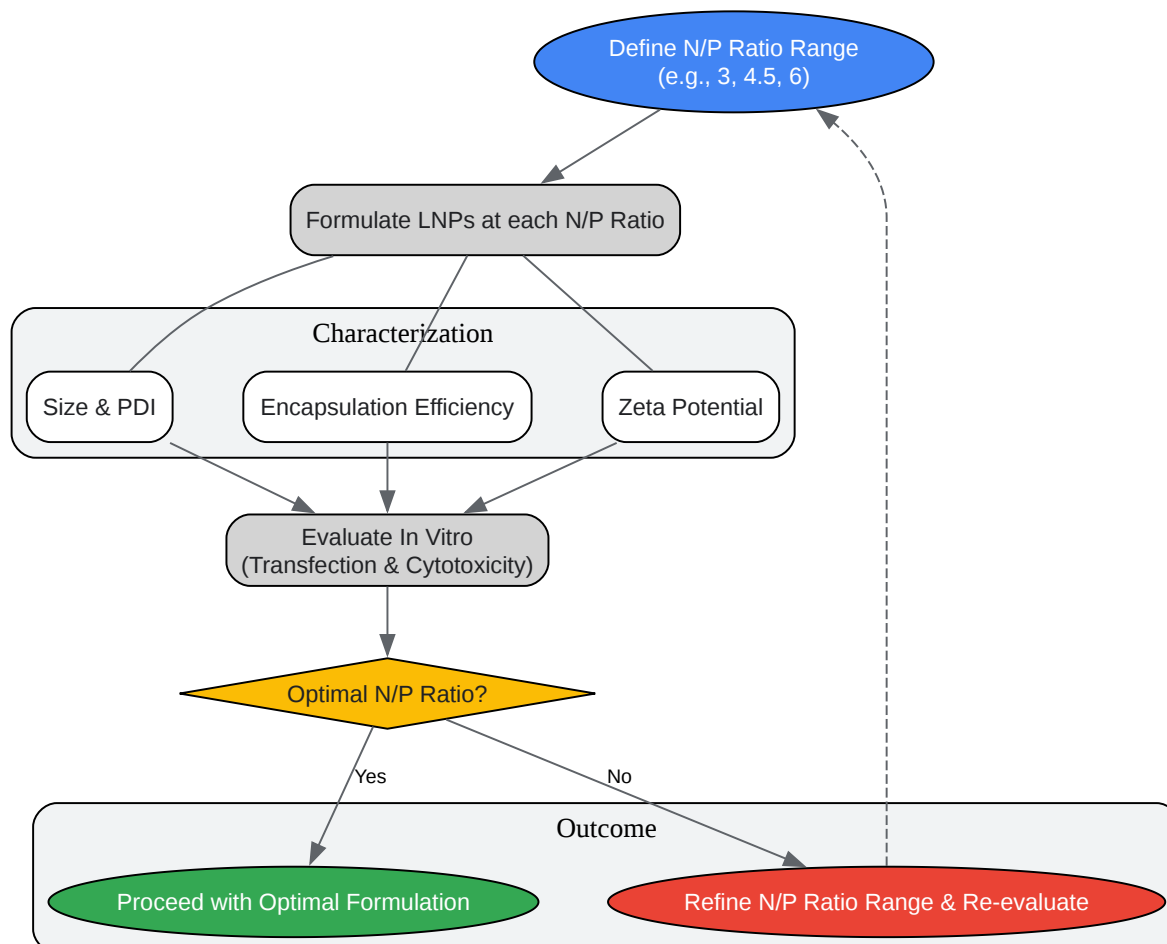 Define N/P Ratio Range
(e.g., 3, 4.5, 6)
Formulate LNPs at each N/P Ratio
Characterization
Size & PDI
Encapsulation Efficiency
Zeta Potential
Evaluate In Vitro
(Transfection & Cytotoxicity)
Optimal N/P Ratio?
Yes
No
Outcome
Proceed with Optimal Formulation
Refine N/P Ratio Range & Re-evaluate